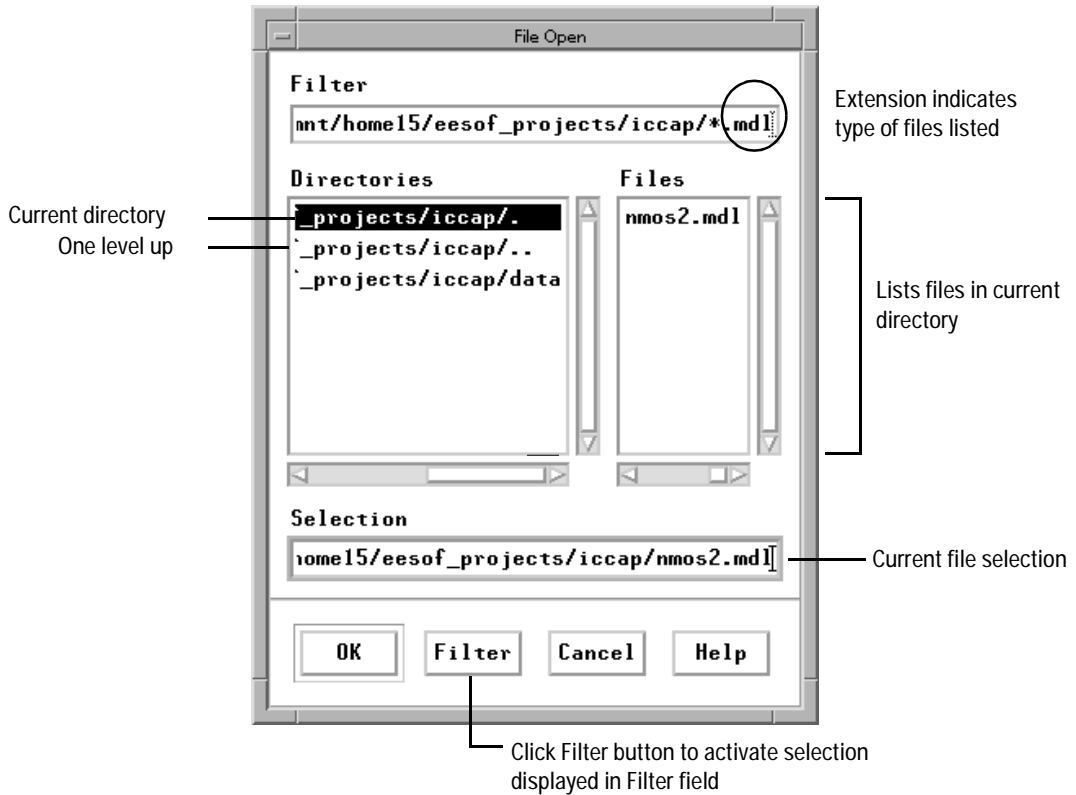 File Open
Filter
mnt/home15/eesof_projects/iccap/*.mdl
Extension indicates
type of files listed
Directories
Files
Current directory
`_projects/iccap/.
nmos2.mdl
One level up
`_projects/iccap/..
`_projects/iccap/data
Lists files in current
directory
Selection
home15/eesof_projects/iccap/nmos2.mdl
Current file selection
OK
Filter
Cancel
Help
Click Filter button to activate selection
displayed in Filter field